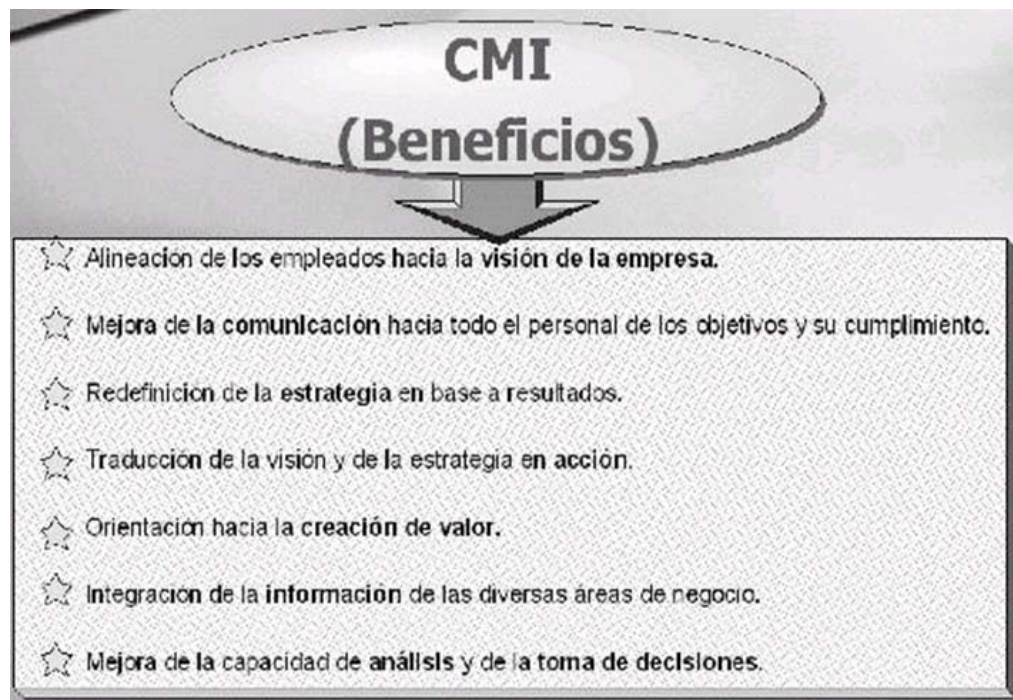 CMI
(Beneficios)
Alineación de los empleados hacia la visión de la empresa.
Mejora de la comunicación hacia todo el personal de los objetivos y su cumplimiento.
Redefinicion de la estrategia en base a resultados.
Traducción de la visión y de la estrategia en acción.
Orientación hacia la creación de valor.
Integración de la información de las diversas áreas de negocio.
Mejora de la capacidad de análisis y de la toma de decisiones.